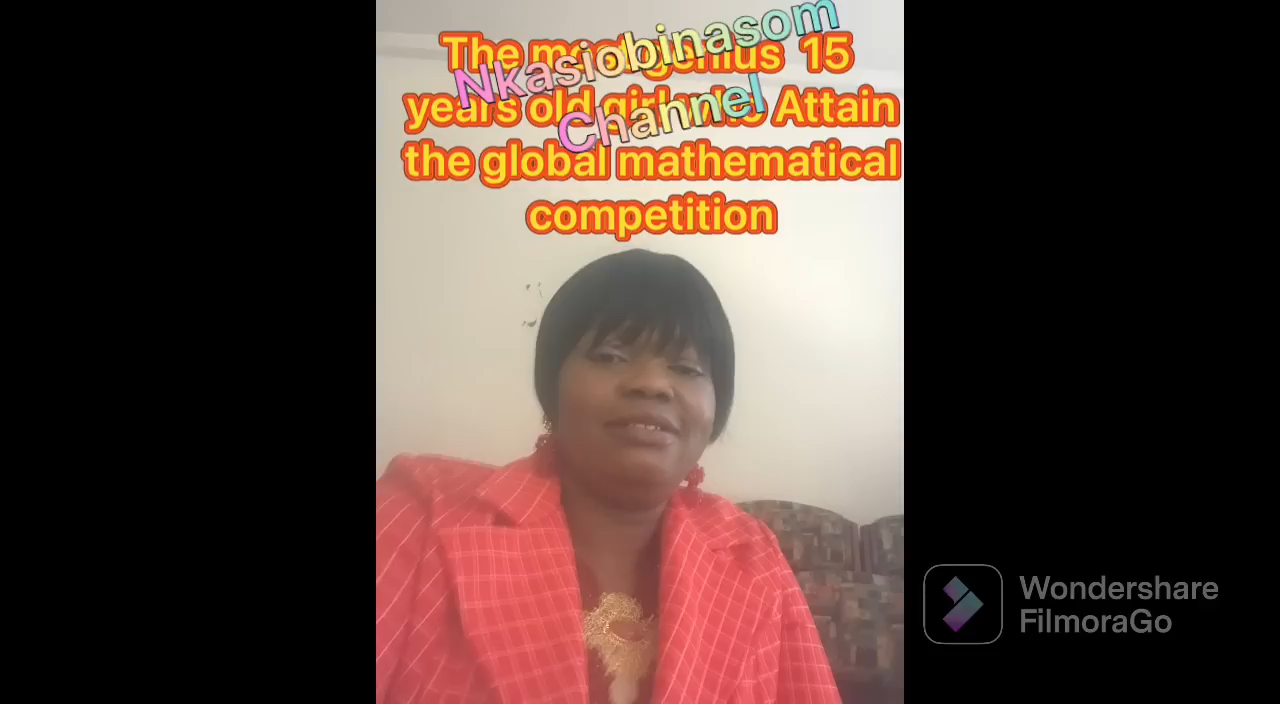 The most genius 15
years old girl who Attain
the global mathematical
competition
Nkasiobinasom
Channel
Wondershare
FilmoraGo